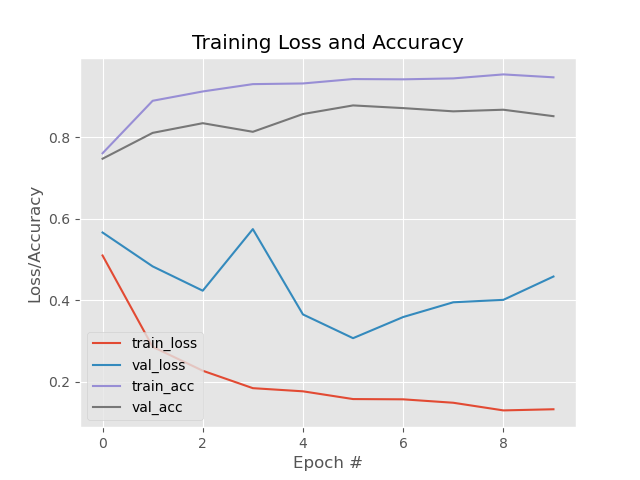 Training Loss and Accuracy
Loss/Accuracy
0.8
0.6
0.4
0.2
train_loss
val_loss
train_acc
val_acc
0 2 4 6 8
Epoch #